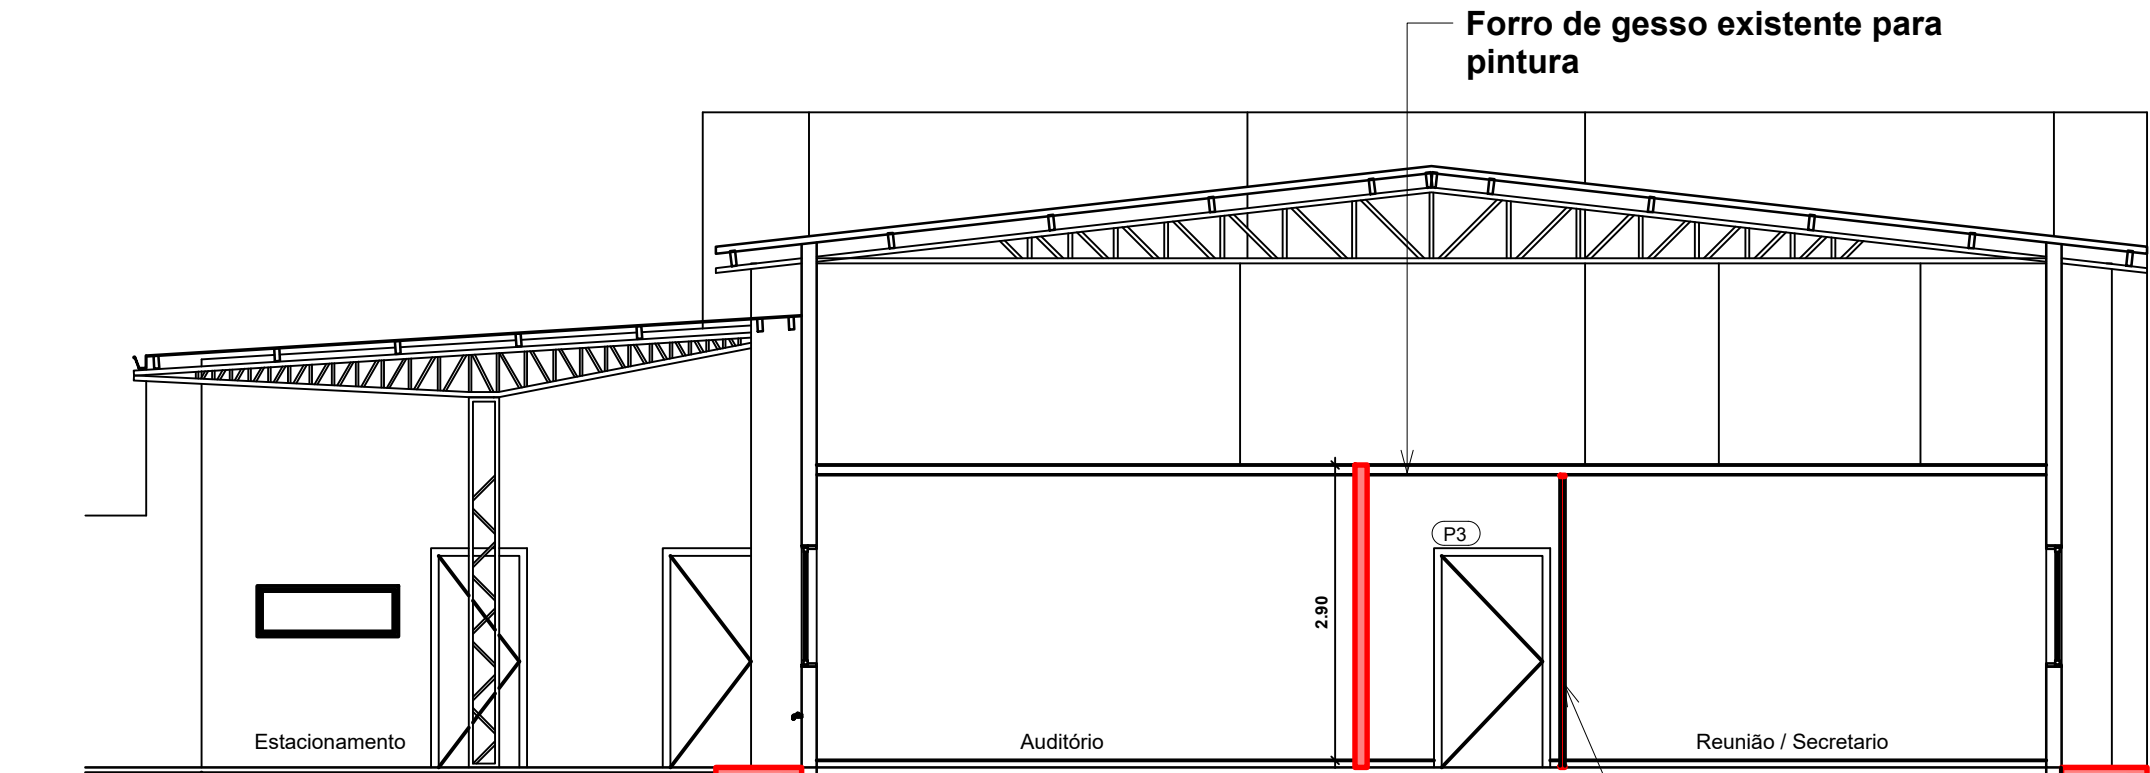 Forro de gesso existente para
pintura
P3
2.90
Estacionamento
Auditório
Reunião / Secretario